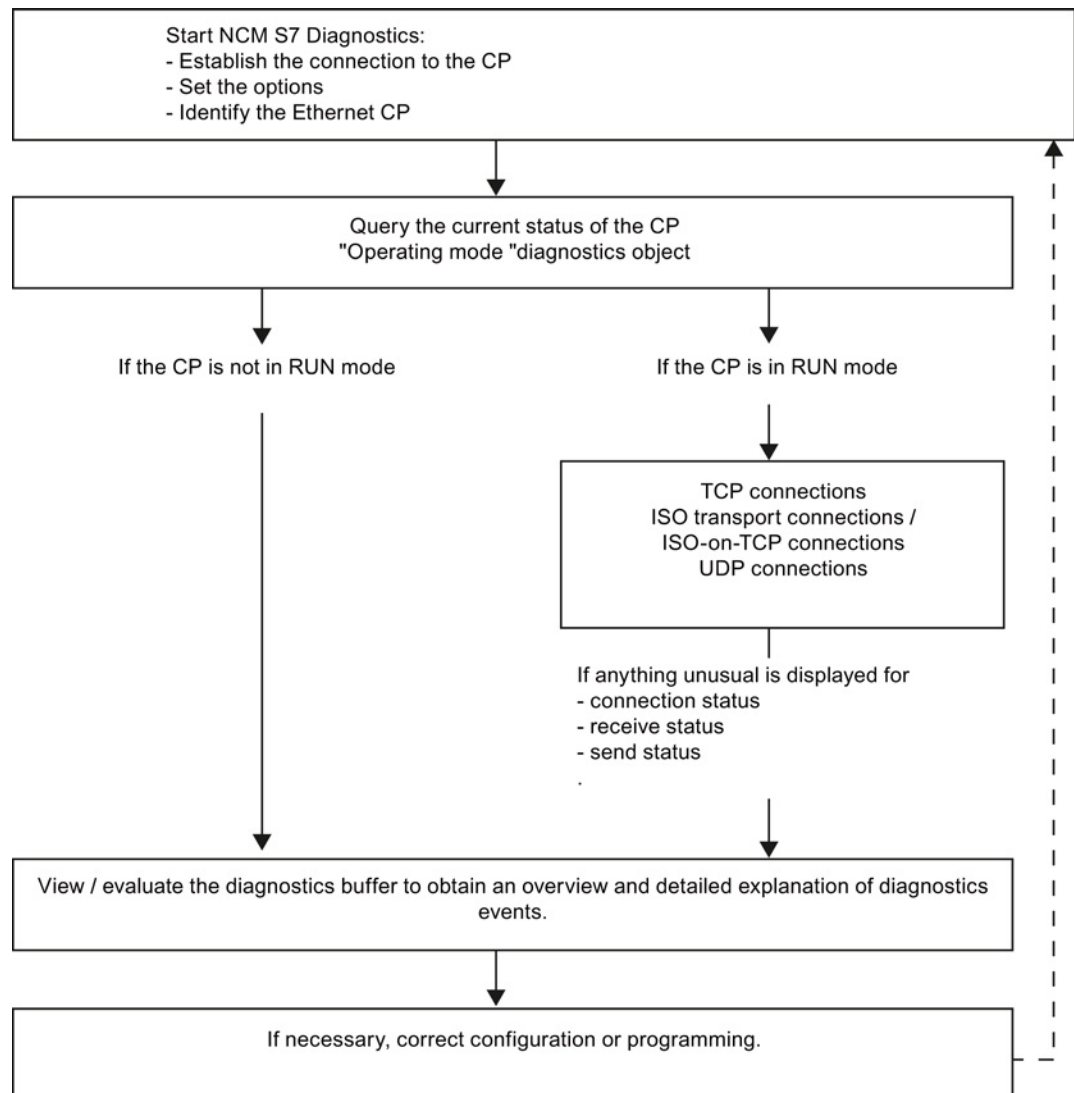 Start NCM S7 Diagnostics:
- Establish the connection to the CP
- Set the options
- Identify the Ethernet CP
Query the current status of the CP
"Operating mode "diagnostics object
If the CP is not in RUN mode
If the CP is in RUN mode
TCP connections
ISO transport connections /
ISO-on-TCP connections
UDP connections
If anything unusual is displayed for
- connection status
- receive status
- send status
.
View / evaluate the diagnostics buffer to obtain an overview and detailed explanation of diagnostics
events.
If necessary, correct configuration or programming.